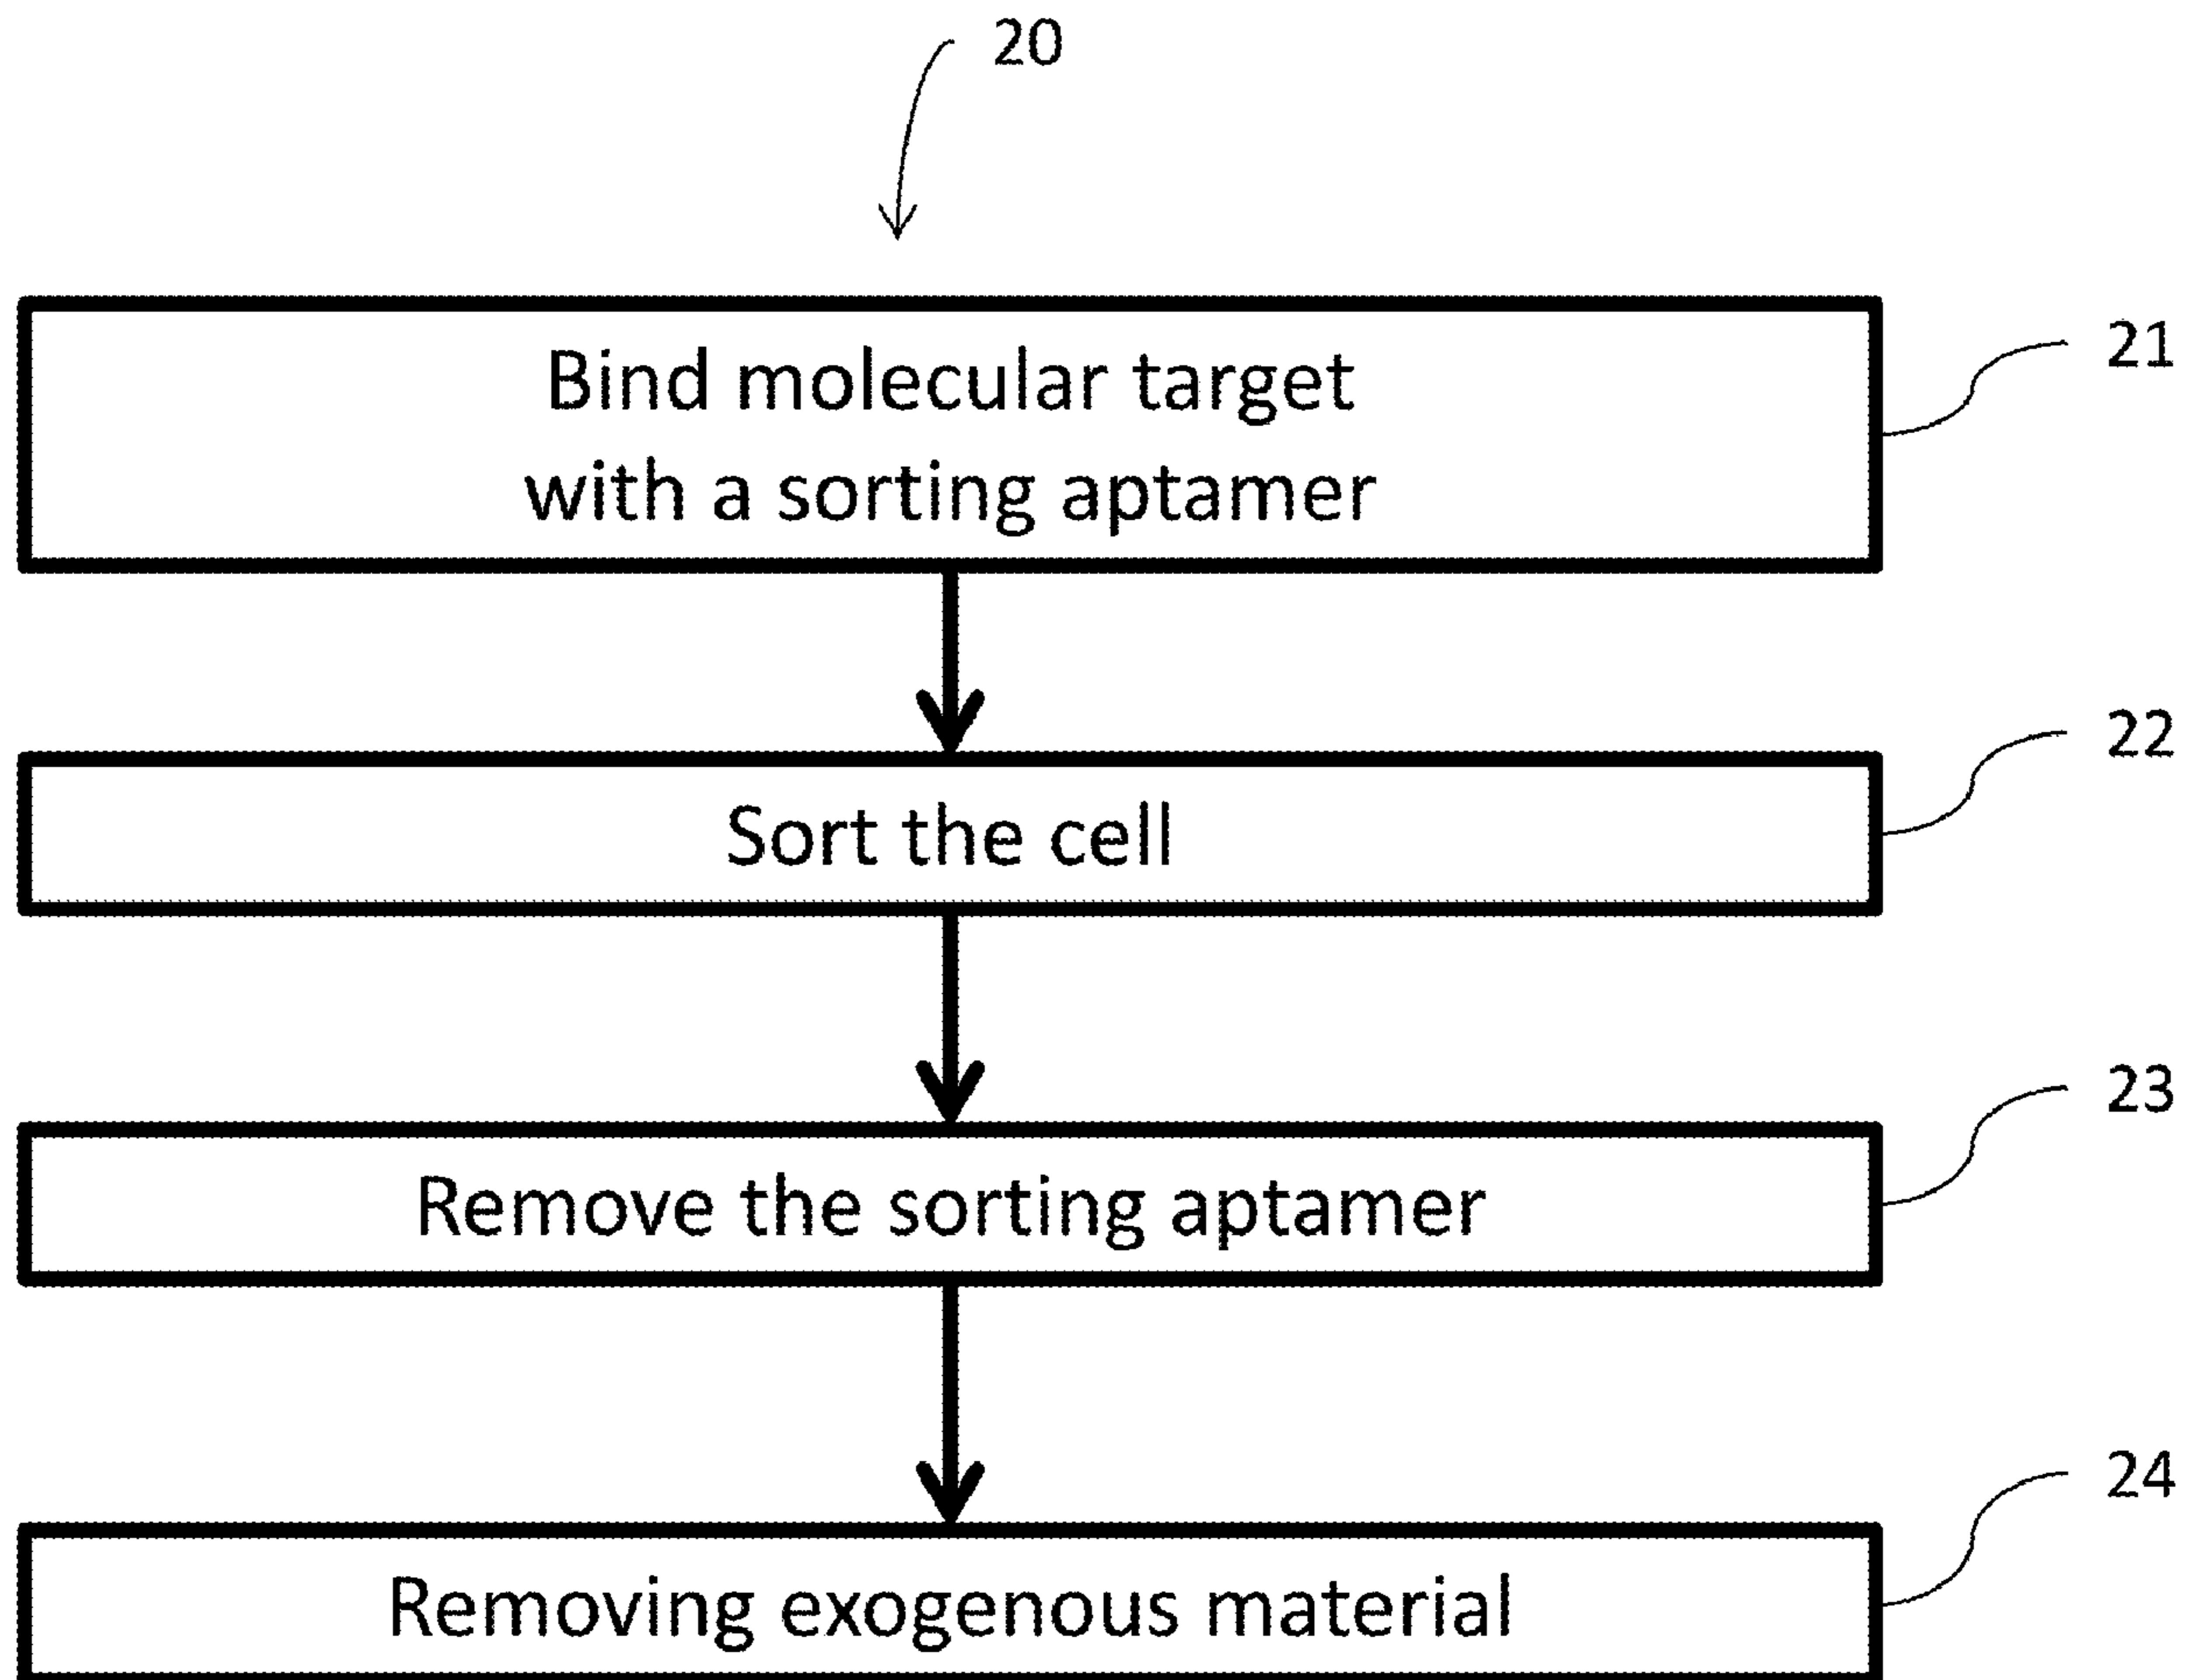 20
Bind molecular target
with a sorting aptamer
21
Sort the cell
22
Remove the sorting aptamer
23
Removing exogenous material
24